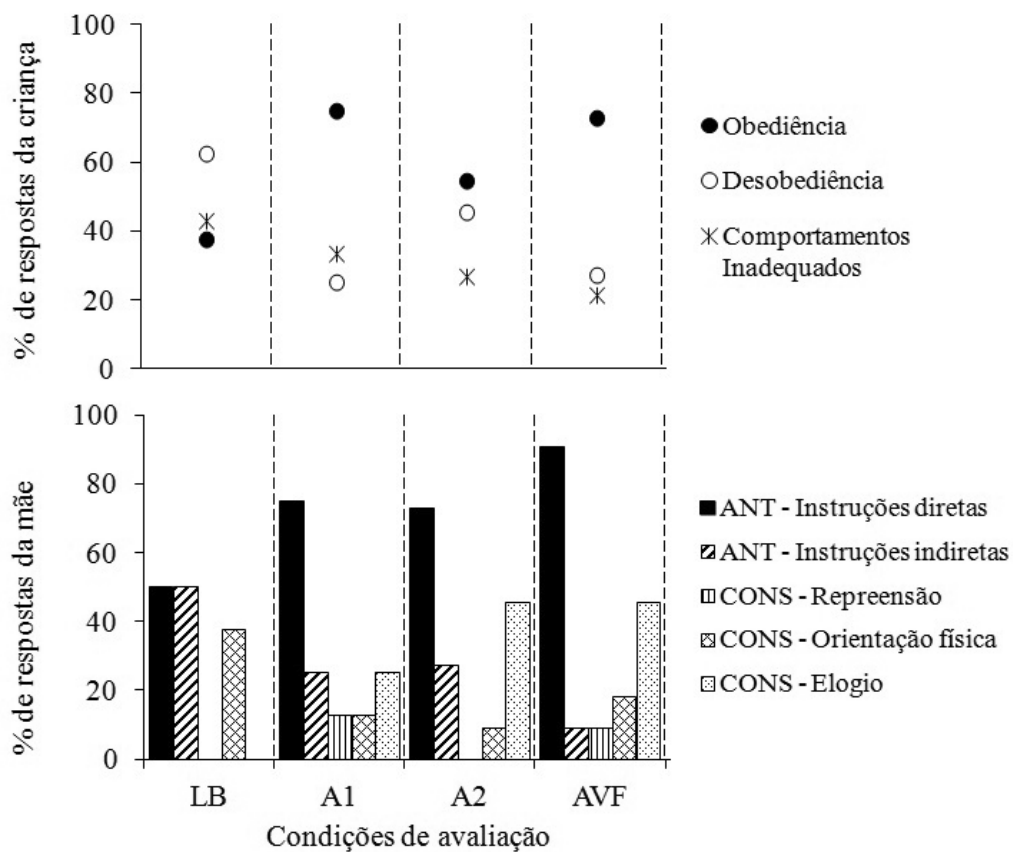 % de respostas da criança
100
80
60
40
20
0
Obediência
Desobediência
Comportamentos
Inadequados
% de respostas da mãe
100
80
60
40
20
0
ANT - Instruções diretas
ANT - Instruções indiretas
CONS - Repreensão
CONS - Orientação física
CONS - Elogio
LB A1 A2 AVF
Condições de avaliação